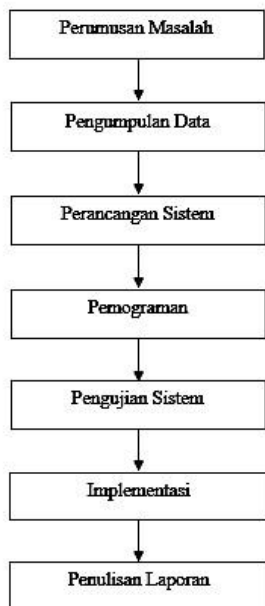 Perumusan Masalah
Pengumpulan Data
Perancangan Sistem
Pemograman
Pengujian Sistem
Implementasi
Penulisan Laporan